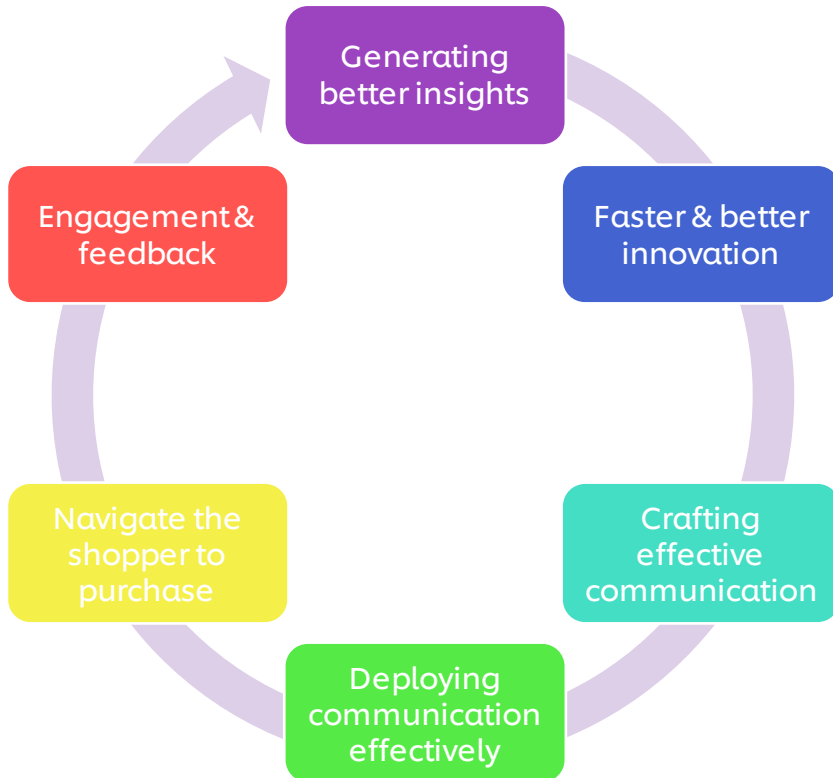 Generating
better insights
Faster & better
innovation
Crafting
effective
communication
Deploying
communication
effectively
Navigate the
shopper to
purchase
Engagement &
feedback